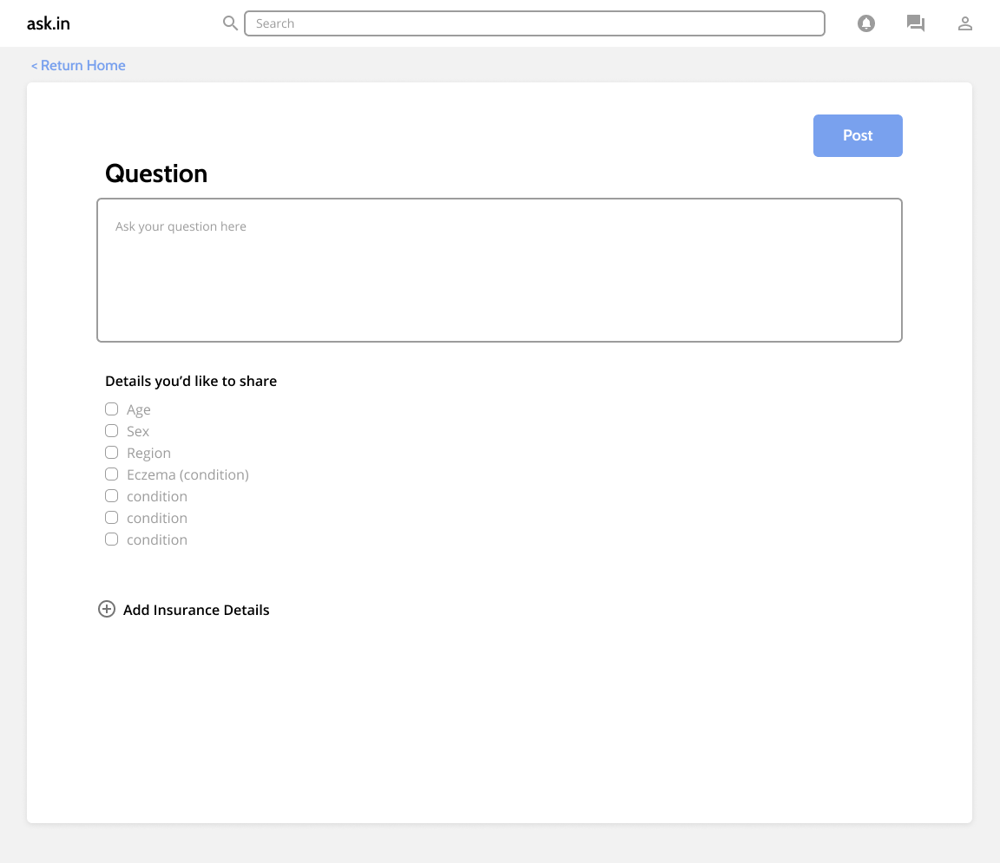 ask.in
Search
< Return Home
Post
Question
Ask your question here
Details you’d like to share
Age
Sex
Region
Eczema (condition)
condition
condition
condition
Add Insurance Details